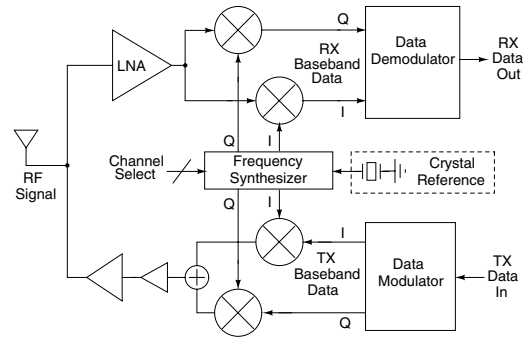 Q
LNA
RX
Baseband
Data
Data
Demodulator
RX
Data
Out
I
Q
I
RF
Signal
Channel
Select
Frequency
Synthesizer
Crystal
Reference
Q
I
I
TX
Baseband
Data
Data
Modulator
TX
Data
In
Q